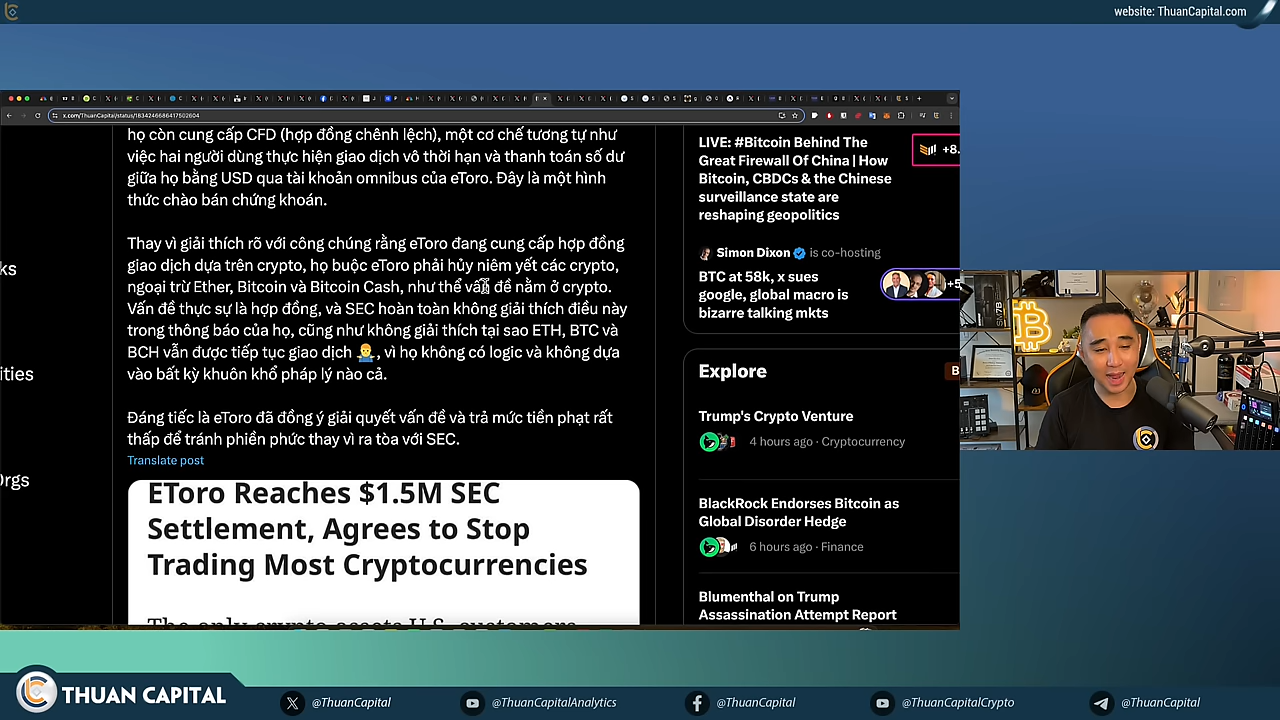 website: ThuanCapital.com
x.com/ThuanCapital/status/1834246686417502604
họ còn cung cấp CFD (hợp đồng chênh lệch), một cơ chế tương tự như
việc hai người dùng thực hiện giao dịch vô thời hạn và thanh toán số dư
giữa họ bằng USD qua tài khoản omnibus của eToro. Đây là một hình
thức chào bán chứng khoán.
Thay vì giải thích rõ với công chúng rằng eToro đang cung cấp hợp đồng
giao dịch dựa trên crypto, họ buộc eToro phải hủy niêm yết các crypto,
ngoại trừ Ether, Bitcoin và Bitcoin Cash, như thể vấn đề nằm ở crypto.
Vấn đề thực sự là hợp đồng, và SEC hoàn toàn không giải thích điều này
trong thông báo của họ, cũng như không giải thích tại sao ETH, BTC và
BCH vẫn được tiếp tục giao dịch 🤷‍♂️, vì họ không có logic và không dựa
vào bất kỳ khuôn khổ pháp lý nào cả.
Đáng tiếc là eToro đã đồng ý giải quyết vấn đề và trả mức tiền phạt rất
thấp để tránh phiền phức thay vì ra tòa với SEC.
Translate post
EToro Reaches $1.5M SEC
Settlement, Agrees to Stop
Trading Most Cryptocurrencies
The only crypto assets U.S. customers
ks
ities
Orgs
LIVE: #Bitcoin Behind The
Great Firewall Of China | How
Bitcoin, CBDCs & the Chinese
surveillance state are
reshaping geopolitics
+8.
Simon Dixon is co-hosting
BTC at 58k, x sues
google, global macro is
bizarre talking mkts
+5
Explore
B
Trump's Crypto Venture
4 hours ago · Cryptocurrency
BlackRock Endorses Bitcoin as
Global Disorder Hedge
6 hours ago · Finance
Blumenthal on Trump
Assassination Attempt Report
SM7B
THUAN CAPITAL
@ThuanCapital
@ThuanCapitalAnalytics
@ThuanCapital
@ThuanCapitalCrypto
@ThuanCapital